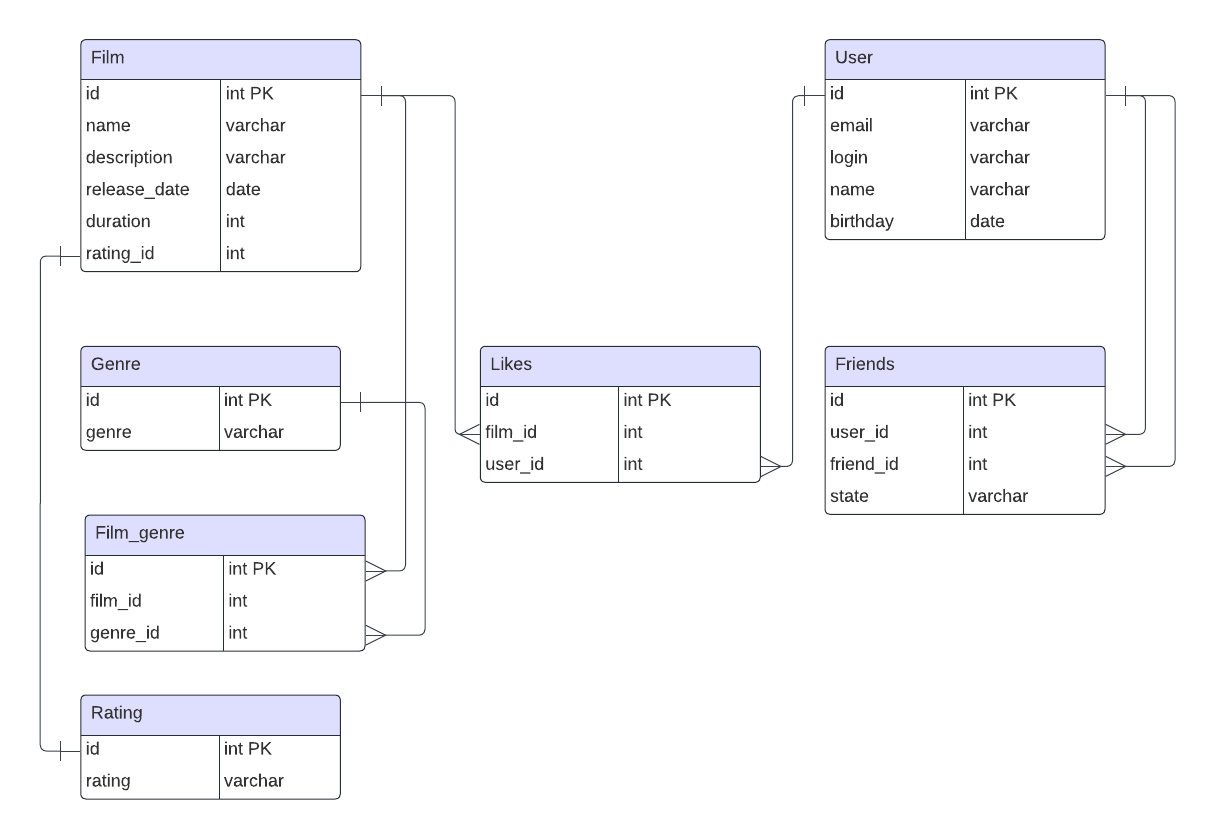 Film
id int PK
name varchar
description varchar
release_date date
duration int
rating_id int
User
id int PK
email varchar
login varchar
name varchar
birthday date
Genre
id int PK
genre varchar
Likes
id int PK
film_id int
user_id int
Friends
id int PK
user_id int
friend_id int
state varchar
Film_genre
id int PK
film_id int
genre_id int
Rating
id int PK
rating varchar